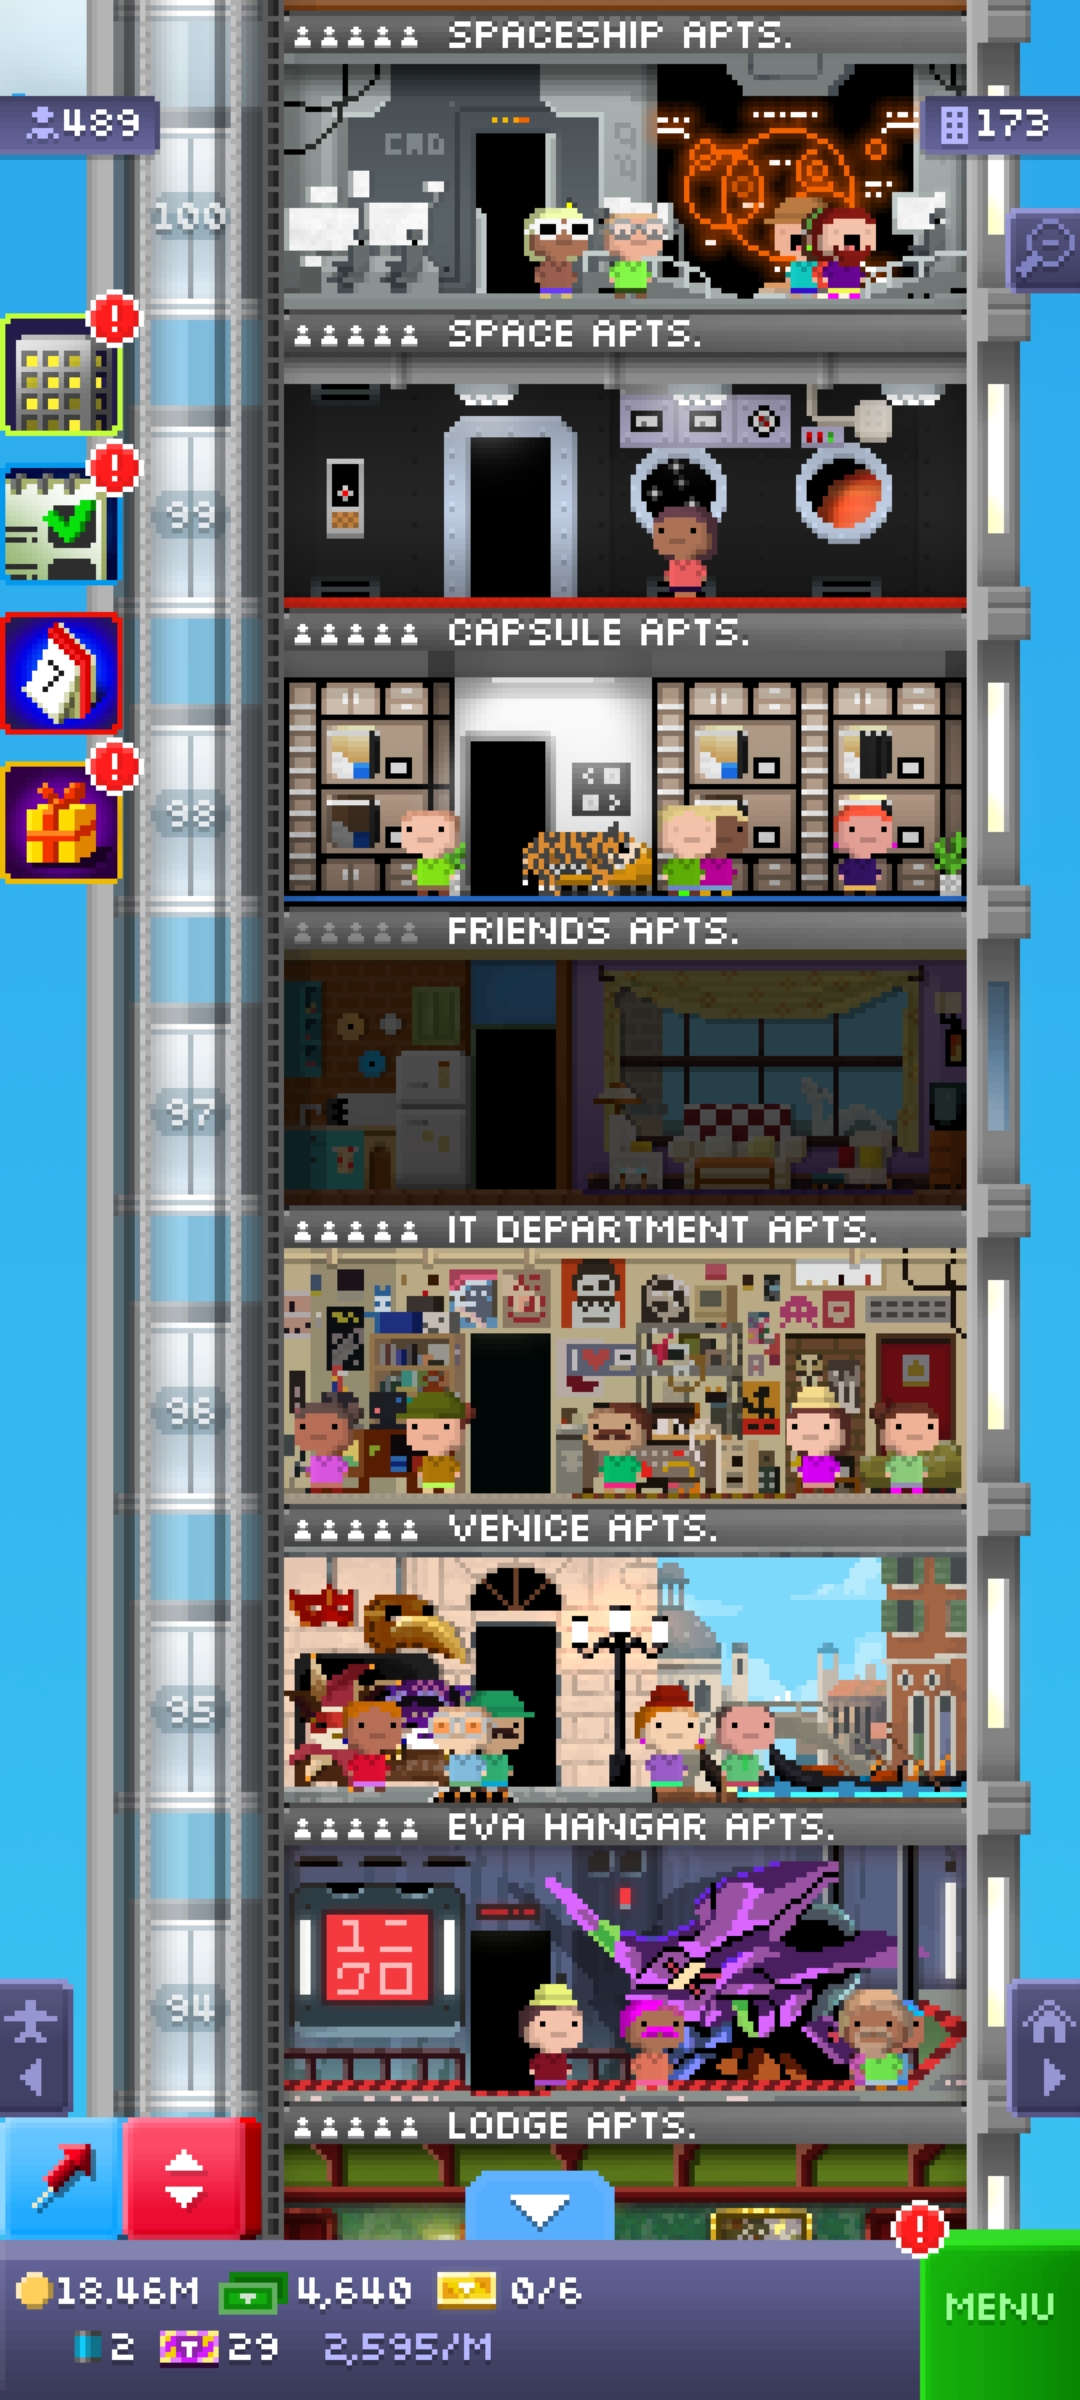 SPACESHIP APTS.
489
173
CMD
100
SPACE APTS.
99
CAPSULE APTS.
98
FRIENDS APTS.
97
IT DEPARTMENT APTS.
96
VENICE APTS.
95
EVA HANGAR APTS.
94
LODGE APTS.
18.46M 4,640 0/6
MENU
2 29 2,595/M